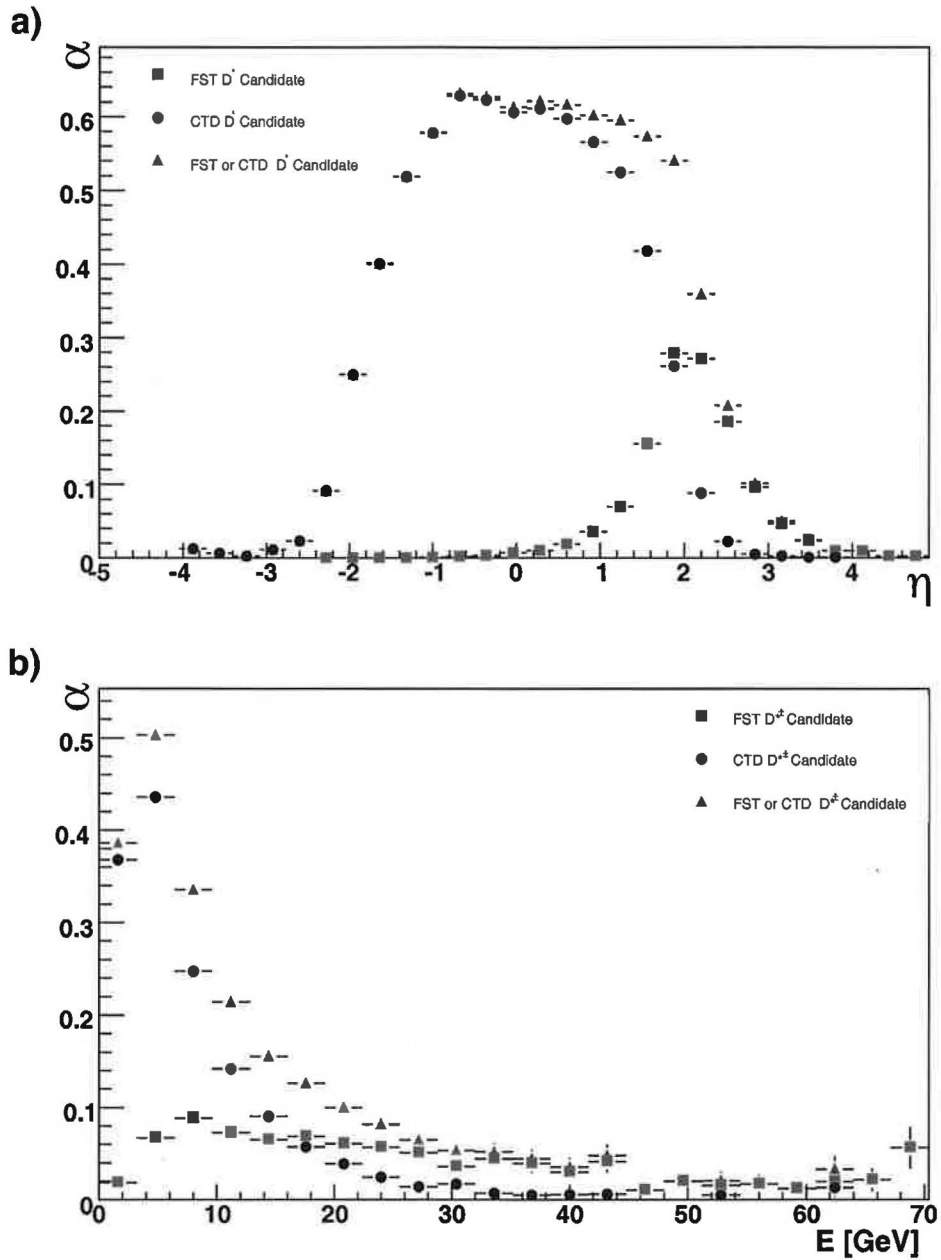 a)
α
FST D* Candidate
CTD D* Candidate
FST or CTD D* Candidate
0.6
0.5
0.4
0.3
0.2
0.1
0
-5 -4 -3 -2 -1 0 1 2 3 4
η
b)
α
FST D*± Candidate
CTD D*± Candidate
FST or CTD D*± Candidate
0.5
0.4
0.3
0.2
0.1
0
0 10 20 30 40 50 60 70
E [GeV]